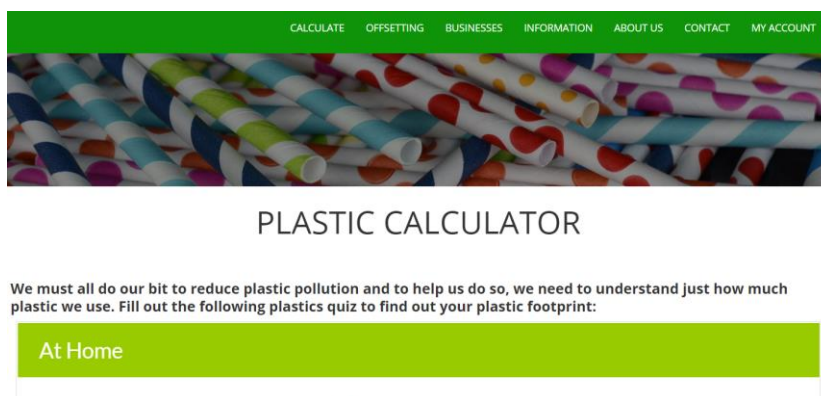 CALCULATE OFFSETTING BUSINESSES INFORMATION ABOUT US CONTACT MY ACCOUNT
PLASTIC CALCULATOR
We must all do our bit to reduce plastic pollution and to help us do so, we need to understand just how much
plastic we use. Fill out the following plastics quiz to find out your plastic footprint:
At Home